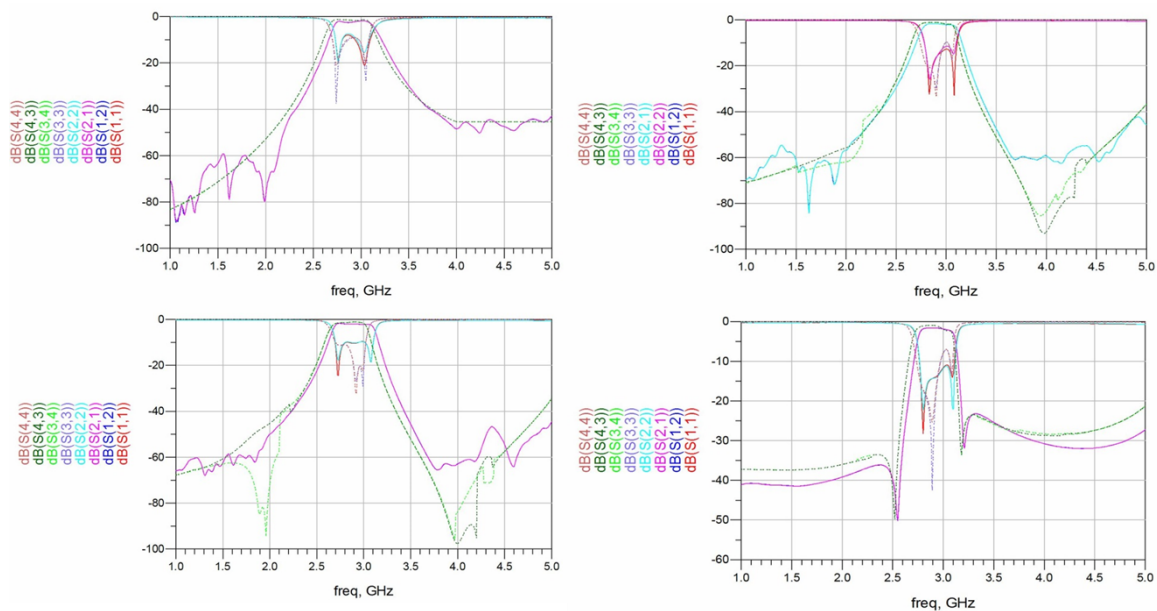 dB(S(4,4))
dB(S(4,3))
dB(S(3,4))
dB(S(3,3))
dB(S(2,2))
dB(S(2,1))
dB(S(1,2))
dB(S(1,1))
0
-20
-40
-60
-80
-100
1.0 1.5 2.0 2.5 3.0 3.5 4.0 4.5 5.0
freq, GHz
dB(S(4,4))
dB(S(4,3))
dB(S(3,4))
dB(S(3,3))
dB(S(2,1))
dB(S(2,2))
dB(S(1,2))
dB(S(1,1))
0
-20
-40
-60
-80
-100
1.0 1.5 2.0 2.5 3.0 3.5 4.0 4.5 5.0
freq, GHz
dB(S(4,4))
dB(S(4,3))
dB(S(3,4))
dB(S(3,3))
dB(S(2,2))
dB(S(2,1))
dB(S(1,2))
dB(S(1,1))
0
-20
-40
-60
-80
-100
1.0 1.5 2.0 2.5 3.0 3.5 4.0 4.5 5.0
freq, GHz
dB(S(4,4))
dB(S(4,3))
dB(S(3,4))
dB(S(3,3))
dB(S(2,2))
dB(S(2,1))
dB(S(1,2))
dB(S(1,1))
0
-10
-20
-30
-40
-50
-60
1.0 1.5 2.0 2.5 3.0 3.5 4.0 4.5 5.0
freq, GHz